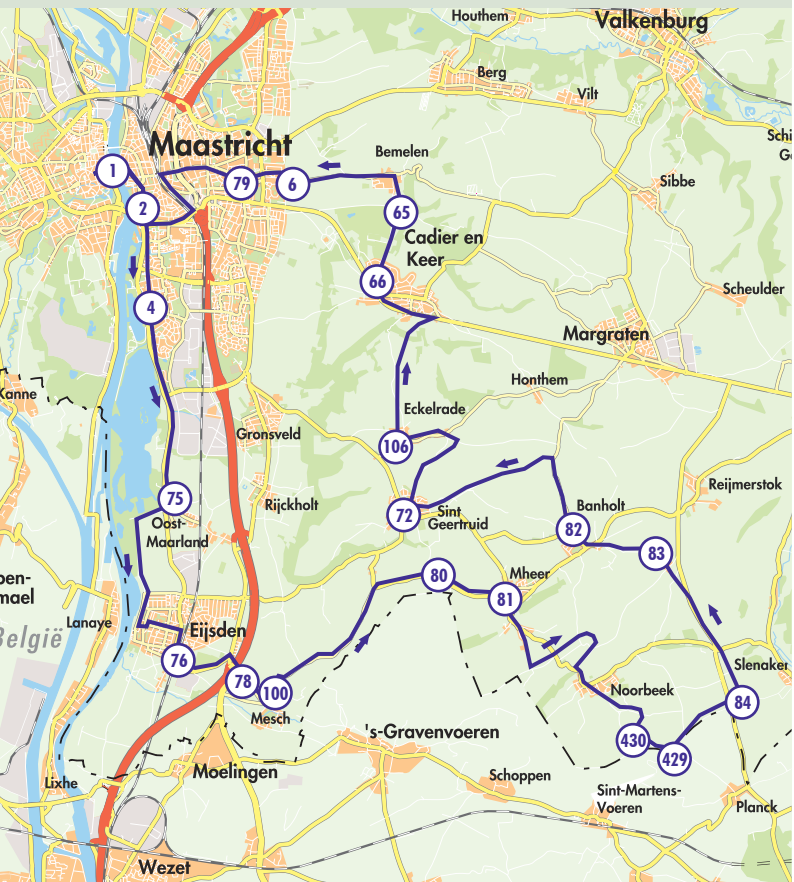 Houthem
Valkenburg
Berg
Vilt
Schi
G
Maastricht
Bemelen
1
79
6
Sibbe
2
65
Cadier en
Keer
66
Scheulder
4
Margraten
Kanne
Honthem
Eckelrade
Gronsveld
106
Reijmerstok
75
Rijckholt
72
Sint
Geertruid
Banholt
82
Oost-
Maarland
83
80
Mheer
81
en-
mael
Lanaye
België
Eijsden
76
Slenaken
78
100
Noorbeek
84
Mesch
's-Gravenvoeren
430
429
Moelingen
Lixhe
Schoppen
Sint-Martens-
Voeren
Planck
Wezet